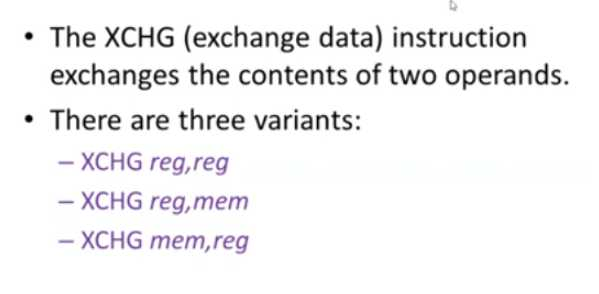 • The XCHG (exchange data) instruction
exchanges the contents of two operands.
• There are three variants:
– XCHG reg,reg
– XCHG reg,mem
– XCHG mem,reg